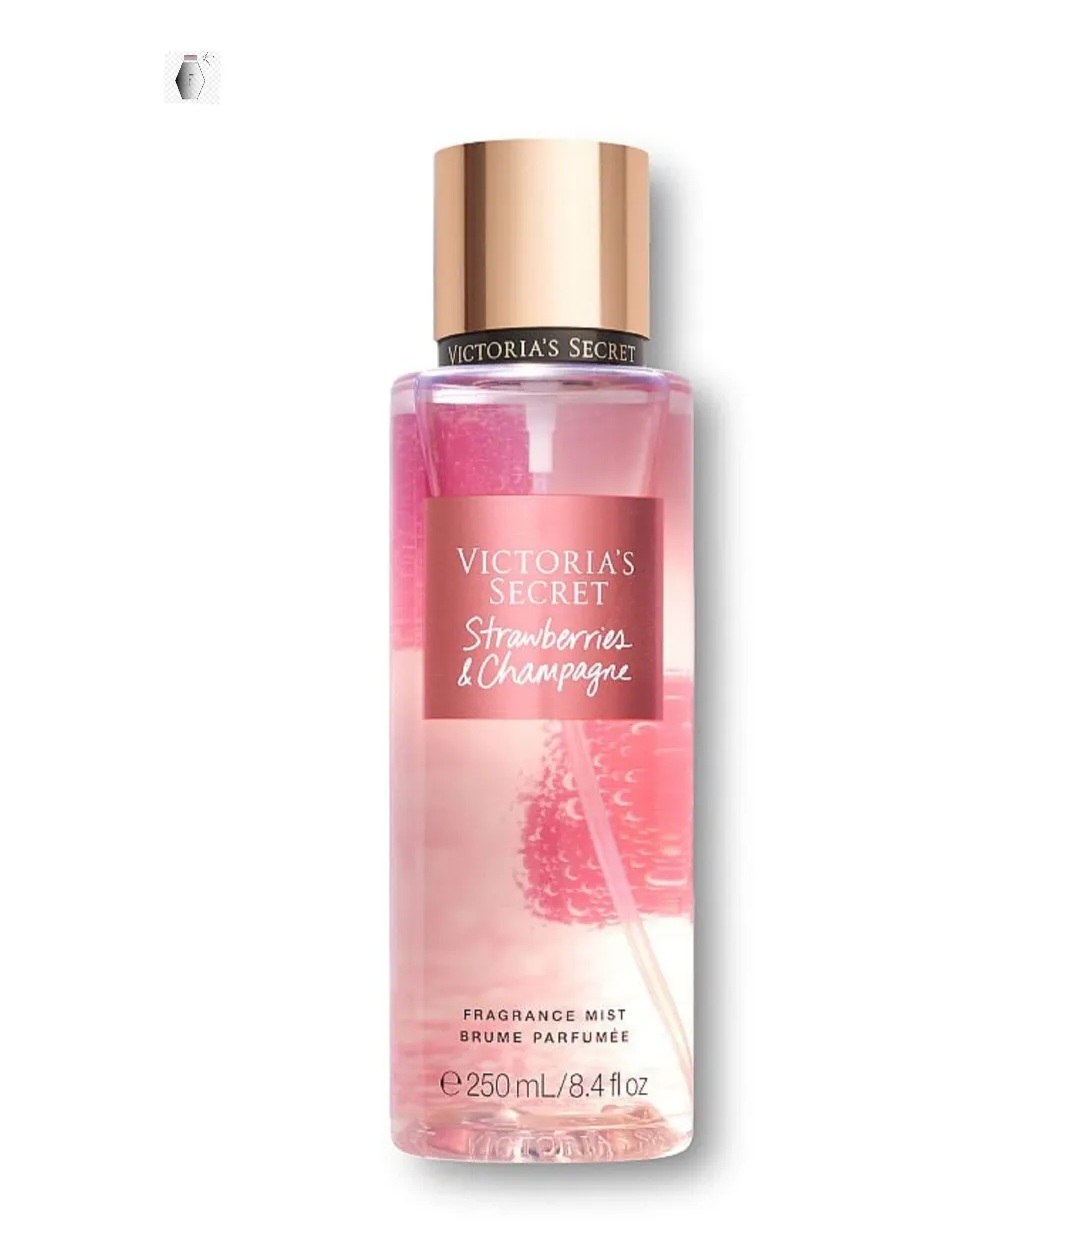 VICTORIA'S SECRET
VICTORIA'S
SECRET
Strawberries
& Champagne
FRAGRANCE MIST
BRUME PARFUMÉE
℮ 250 mL/8.4 fl oz